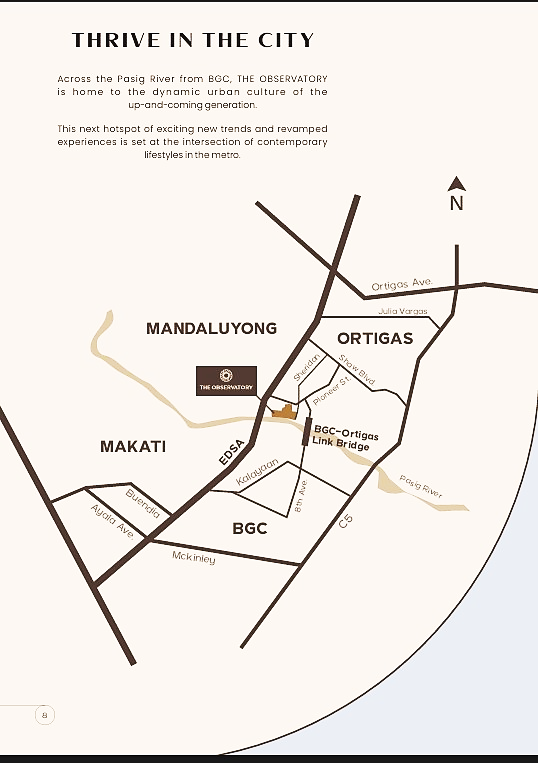 THRIVE IN THE CITY
Across the Pasig River from BGC, THE OBSERVATORY
is home to the dynamic urban culture of the
up-and-coming generation.
This next hotspot of exciting new trends and revamped
experiences is set at the intersection of contemporary
lifestyles in the metro.
N
Ortigas Ave.
Julia Vargas
MANDALUYONG
ORTIGAS
Sheridan
Shaw Blvd
THE OBSERVATORY
Pioneer St.
BGC-Ortigas
Link Bridge
MAKATI
EDSA
Kalayaan
Pasig River
Buendia
8th Ave.
Ayala Ave.
BGC
C5
Mckinley
8